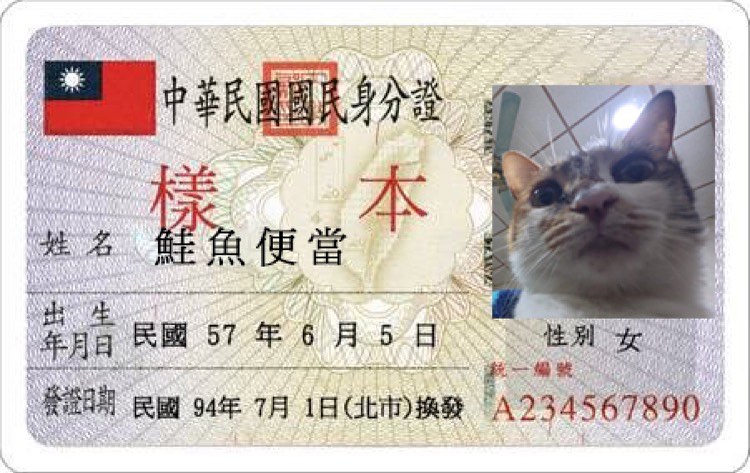 中華民國國民身分證
樣本
姓名 鮭魚便當
出生年月日 民國 57 年 6 月 5 日
性別 女
發證日期 民國 94年 7月 1日(北市)換發
統一編號
A234567890